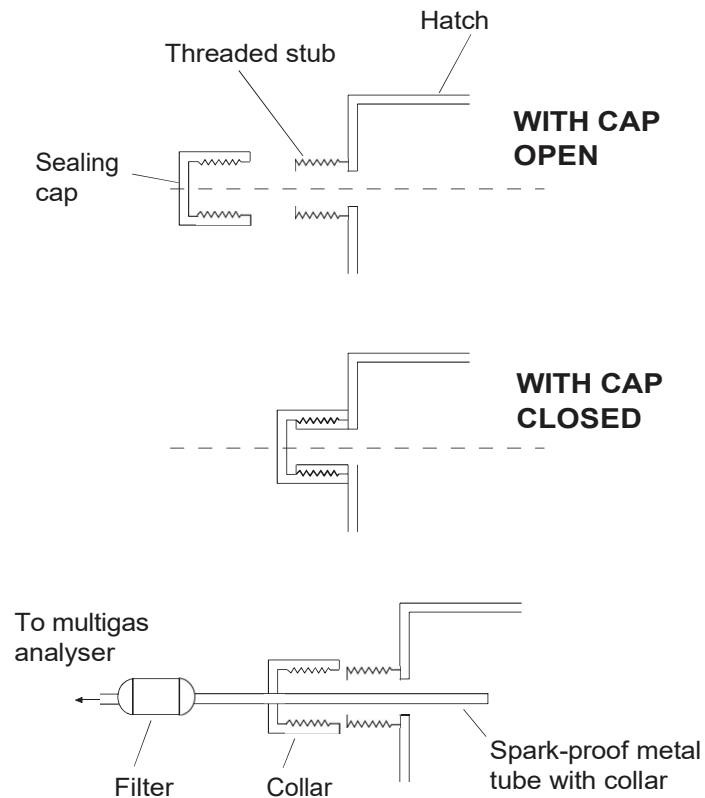 Hatch
Threaded stub
WITH CAP
OPEN
Sealing
cap
WITH CAP
CLOSED
To multigas
analyser
Spark-proof metal
tube with collar
Filter
Collar